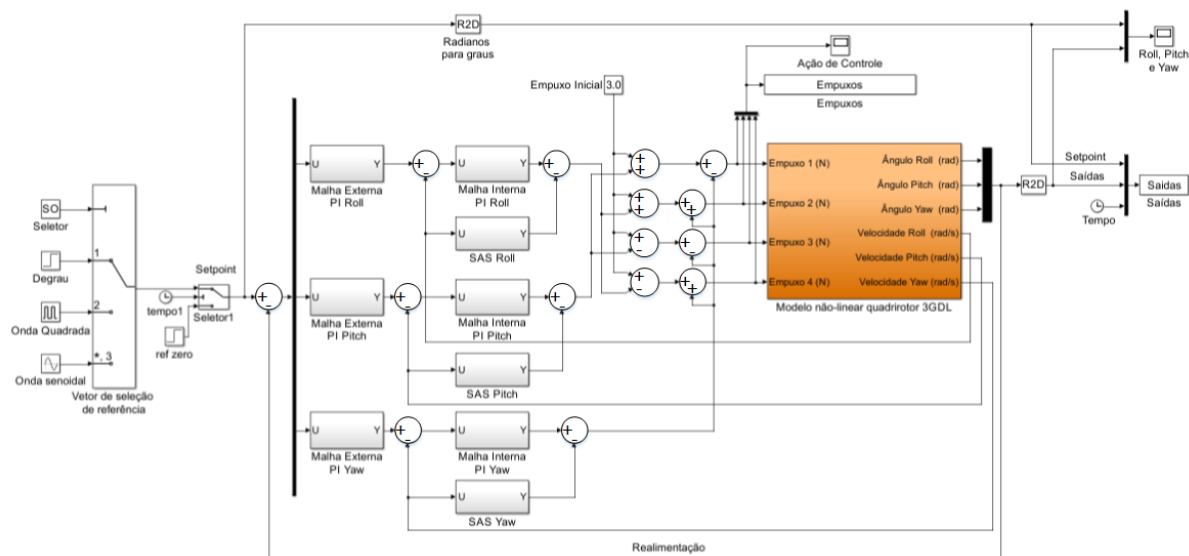 R2D
Radianos
para graus
Roll, Pitch
e Yaw
Ação de Controle
Empuxo Inicial
3.0
Empuxos
Empuxos
SO
Seletor
1
Degrau
2
Onda Quadrada
*, 3
Onda senoidal
Vetor de seleção
de referência
Setpoint
tempo1
Seletor1
ref zero
+
-
U Y
Malha Externa
PI Roll
+
-
U Y
Malha Interna
PI Roll
+
-
U Y
SAS Roll
U Y
Malha Externa
PI Pitch
+
-
U Y
Malha Interna
PI Pitch
+
-
U Y
SAS Pitch
U Y
Malha Externa
PI Yaw
+
-
U Y
Malha Interna
PI Yaw
+
-
U Y
SAS Yaw
+
+
+
-
+
+
+
-
+
-
+
-
+
-
+
+
Empuxo 1 (N)
Empuxo 2 (N)
Empuxo 3 (N)
Empuxo 4 (N)
Ângulo Roll (rad)
Ângulo Pitch (rad)
Ângulo Yaw (rad)
Velocidade Roll (rad/s)
Velocidade Pitch (rad/s)
Velocidade Yaw (rad/s)
Modelo não-linear quadrirotor 3GDL
R2D
Setpoint
Saídas
Tempo
Saidas
Saídas
Realimentação